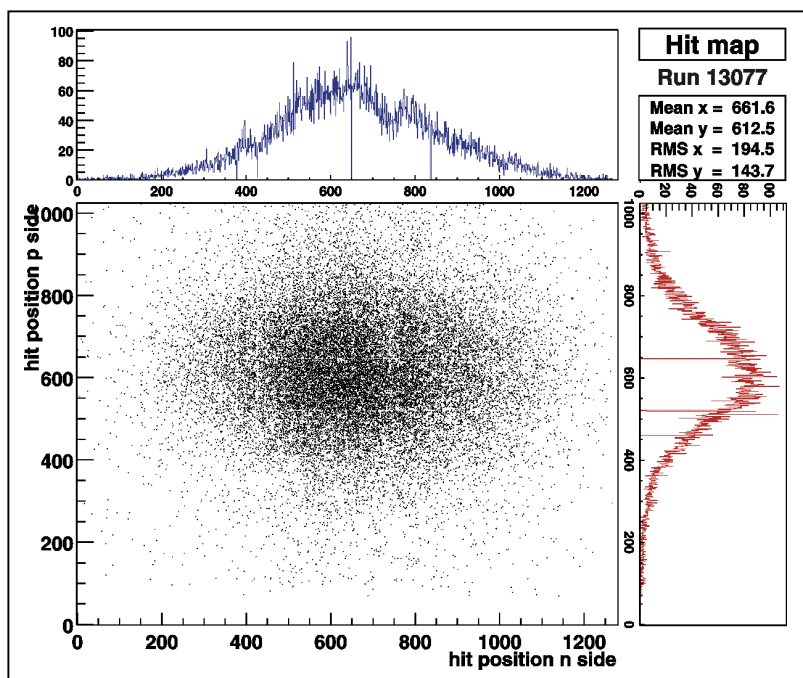 100
80
60
40
20
0
0 200 400 600 800 1000 1200
Hit map
Run 13077
Mean x = 661.6
Mean y = 612.5
RMS x = 194.5
RMS y = 143.7
hit position p side
1000
800
600
400
200
0
0 200 400 600 800 1000 1200
hit position n side
0 20 40 60 80 100
1000
800
600
400
200
0